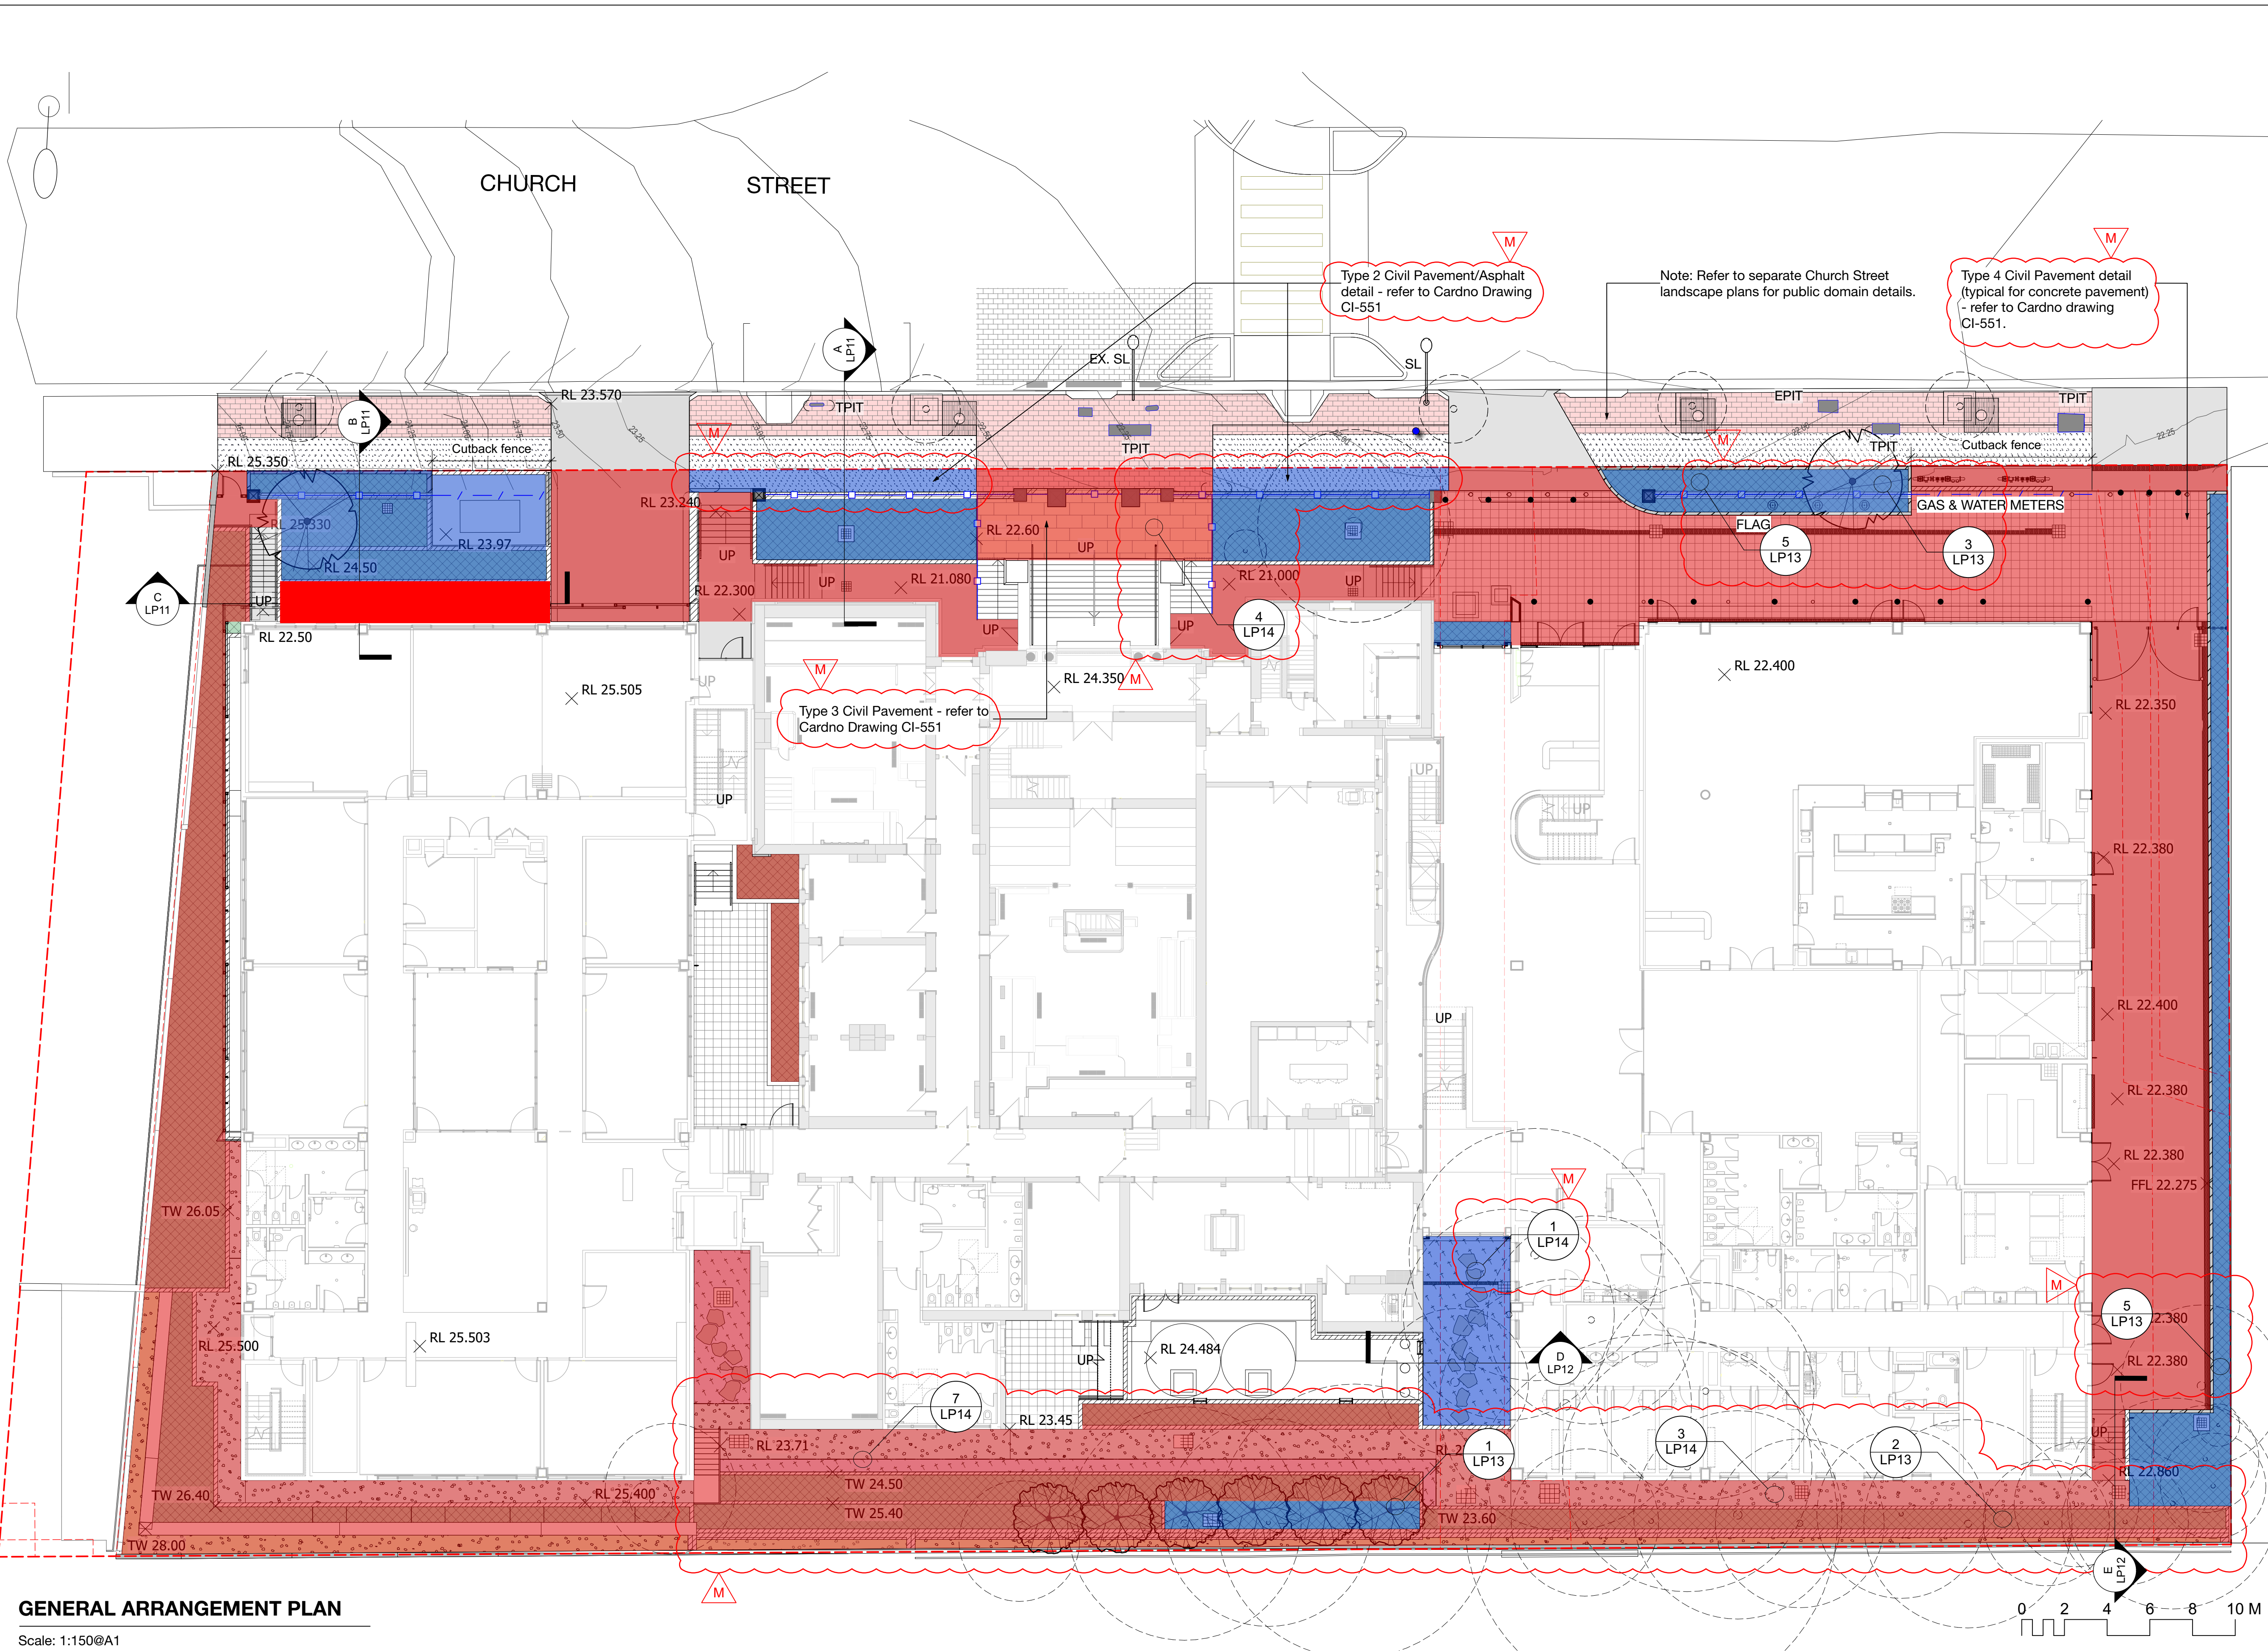 CHURCH STREET
M
M
Type 2 Civil Pavement/Asphalt
detail - refer to Cardno Drawing
CI-551
Note: Refer to separate Church Street
landscape plans for public domain details.
Type 4 Civil Pavement detail
(typical for concrete pavement)
- refer to Cardno drawing
CI-551.
A
LP11
EX. SL
SL
RL 23.570
TPIT
EPIT
TPIT
B
LP11
Cutback fence
M
TPIT
M
TPIT
Cutback fence
22.25
RL 25.350
RL 23.240
RL 25.330
RL 23.97
RL 22.60
GAS & WATER METERS
FLAG
5
LP13
3
LP13
UP
UP
RL 24.50
UP
RL 21.080
RL 21.000
UP
RL 22.300
C
LP11
UP
UP
UP
4
LP14
RL 22.50
M
M
RL 24.350
RL 22.400
RL 25.505
UP
Type 3 Civil Pavement - refer to
Cardno Drawing CI-551
RL 22.350
UP
UP
UP
RL 22.380
RL 22.400
UP
RL 22.380
RL 22.380
FFL 22.275
M
TW 26.05
1
LP14
M
5
LP13
2.380
RL 25.503
RL 25.500
UP
RL 24.484
D
LP12
RL 22.380
7
LP14
RL 23.45
RL 23.71
RL 2
1
LP13
3
LP14
2
LP13
UP
RL 22.860
TW 24.50
TW 26.40
RL 25.400
TW 25.40
TW 23.60
TW 28.00
M
E
LP12
GENERAL ARRANGEMENT PLAN
0 2 4 6 8 10 M
Scale: 1:150@A1